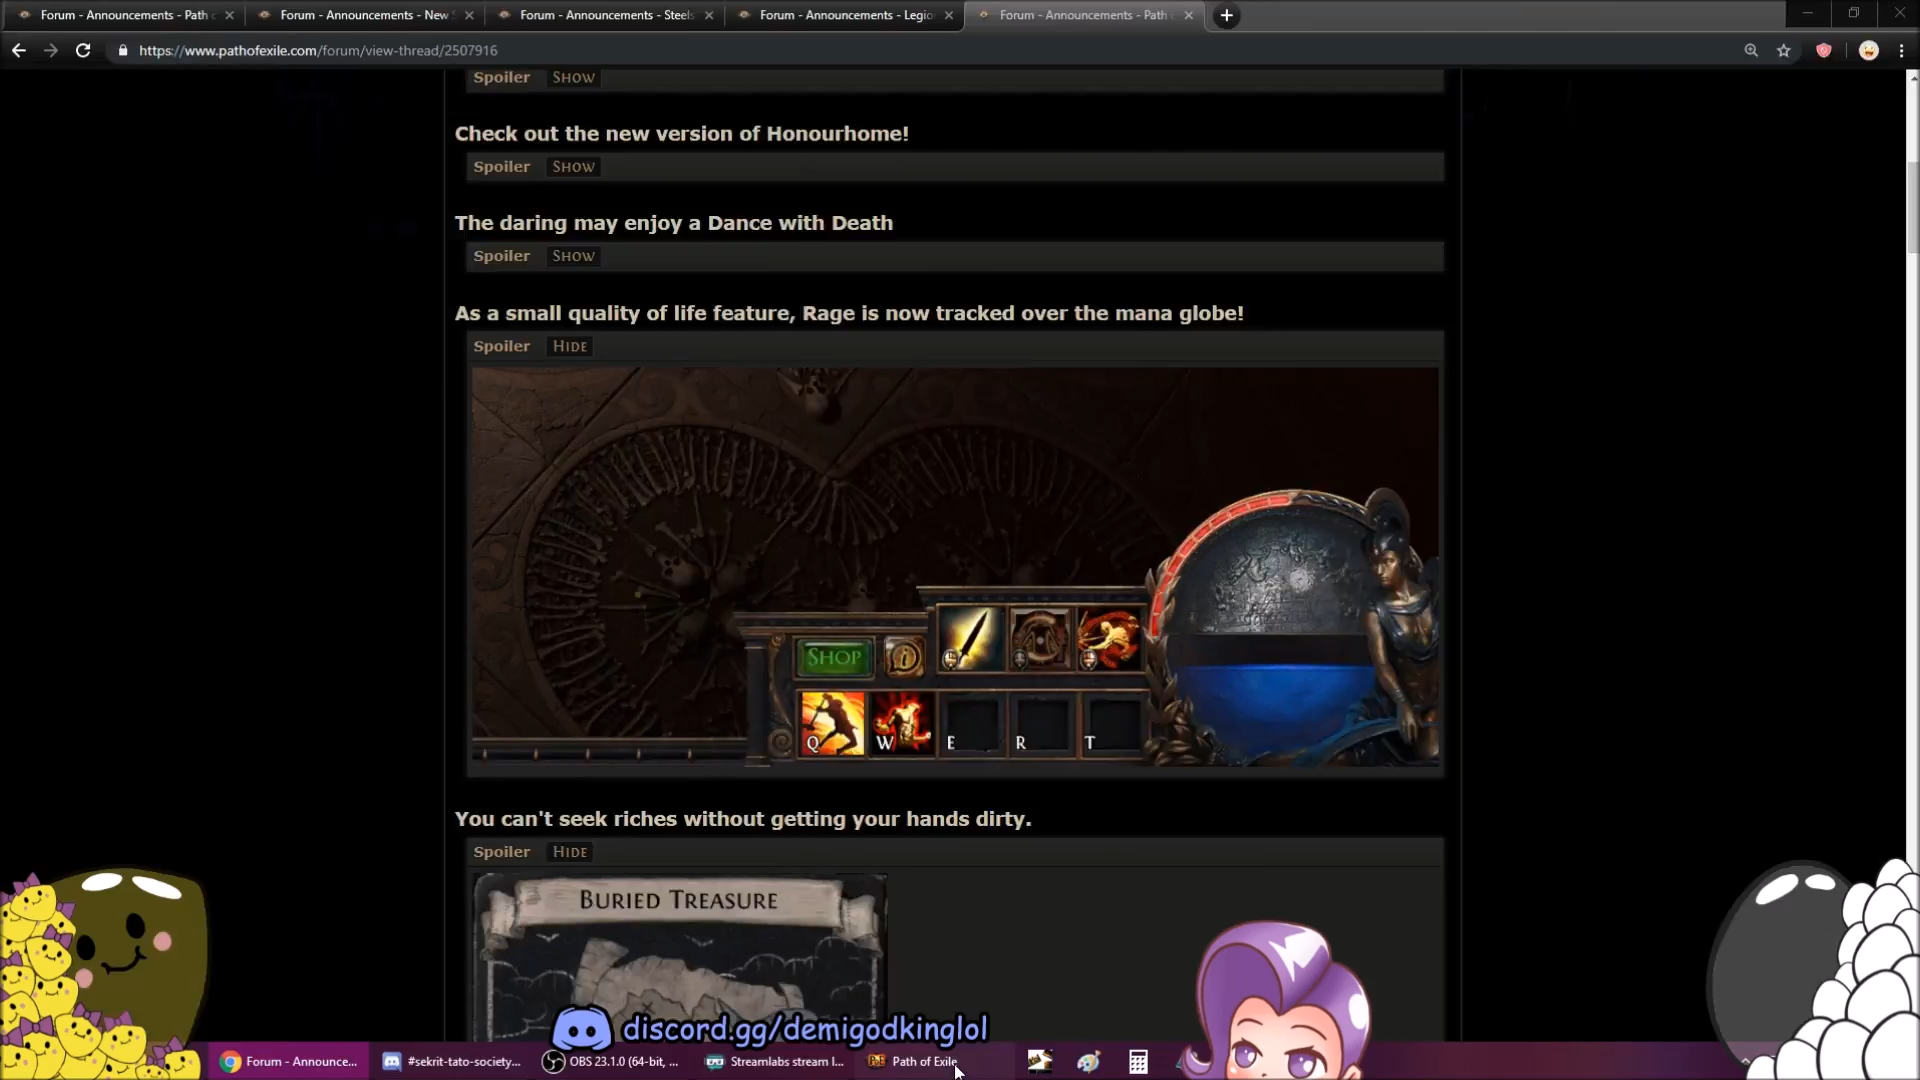 Forum - Announcements - Path
Forum - Announcements - New
Forum - Announcements - Steels
Forum - Announcements - Legio
Forum - Announcements - Path
https://www.pathofexile.com/forum/view-thread/2507916
Spoiler SHOW
Check out the new version of Honourhome!
Spoiler SHOW
The daring may enjoy a Dance with Death
Spoiler SHOW
As a small quality of life feature, Rage is now tracked over the mana globe!
Spoiler HIDE
SHOP
Q W E R T
You can't seek riches without getting your hands dirty.
Spoiler HIDE
BURIED TREASURE
discord.gg/demigodkinglol
Forum - Announce...
#sekrit-tato-society...
OBS 23.1.0 (64-bit, ...
Streamlabs stream l...
Path of Exile